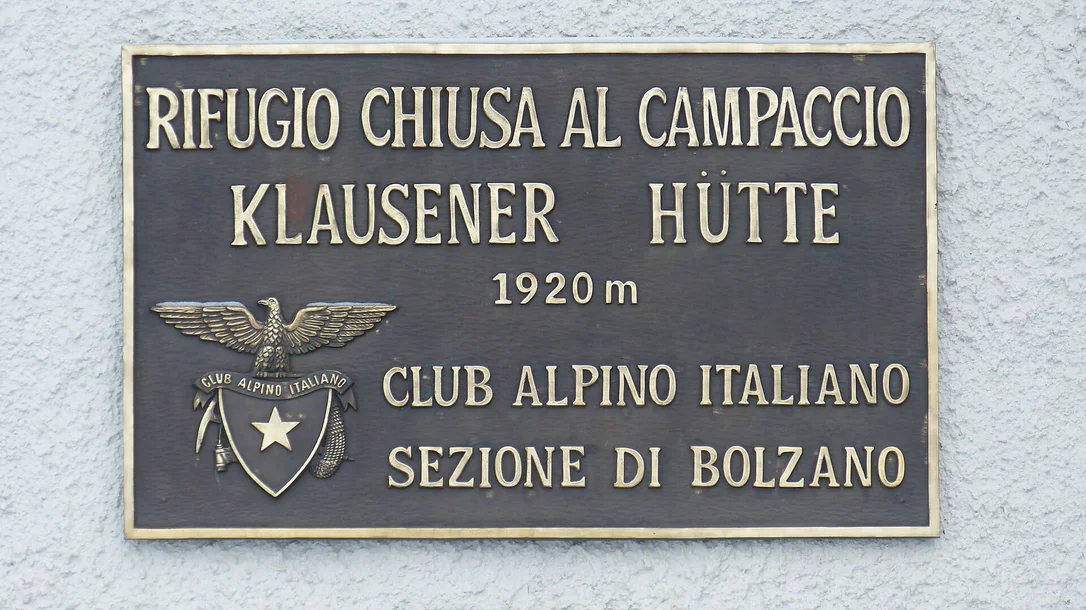 RIFUGIO CHIUSA AL CAMPACCIO
KLAUSENER HÜTTE
1920 m
CLUB ALPINO ITALIANO
CLUB ALPINO ITALIANO
SEZIONE DI BOLZANO